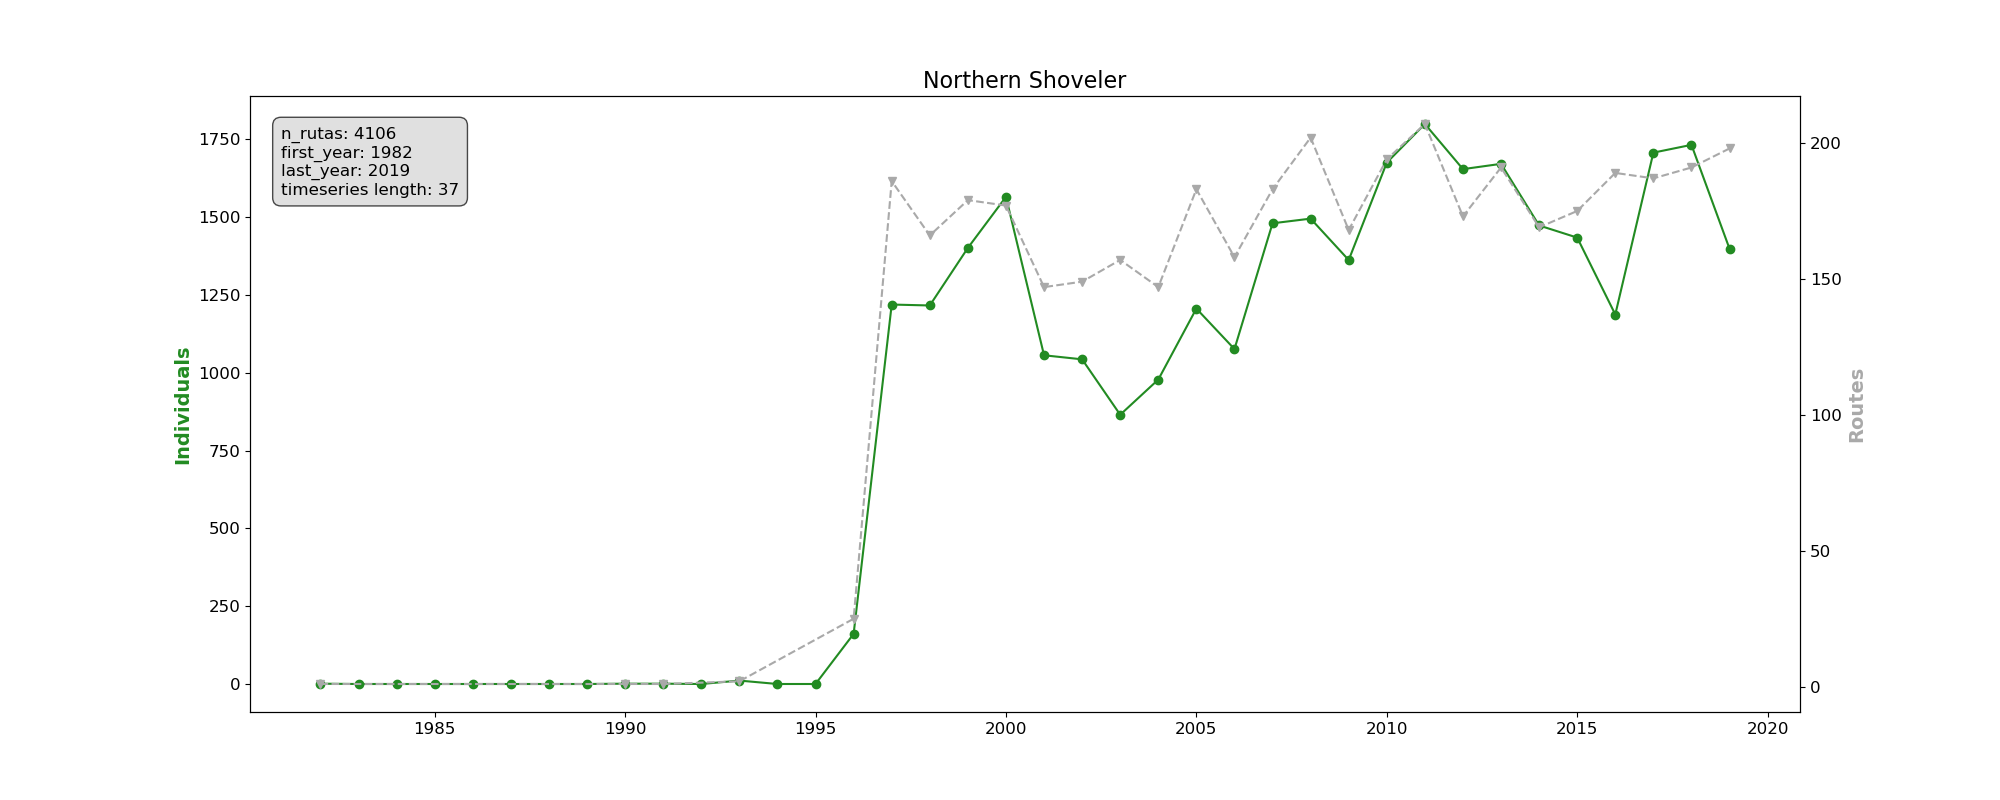 Northern Shoveler
n_rutas: 4106
first_year: 1982
last_year: 2019
timeseries length: 37
Individuals
1750
1500
1250
1000
750
500
250
0
200
150
100
50
0
Routes
1985 1990 1995 2000 2005 2010 2015 2020